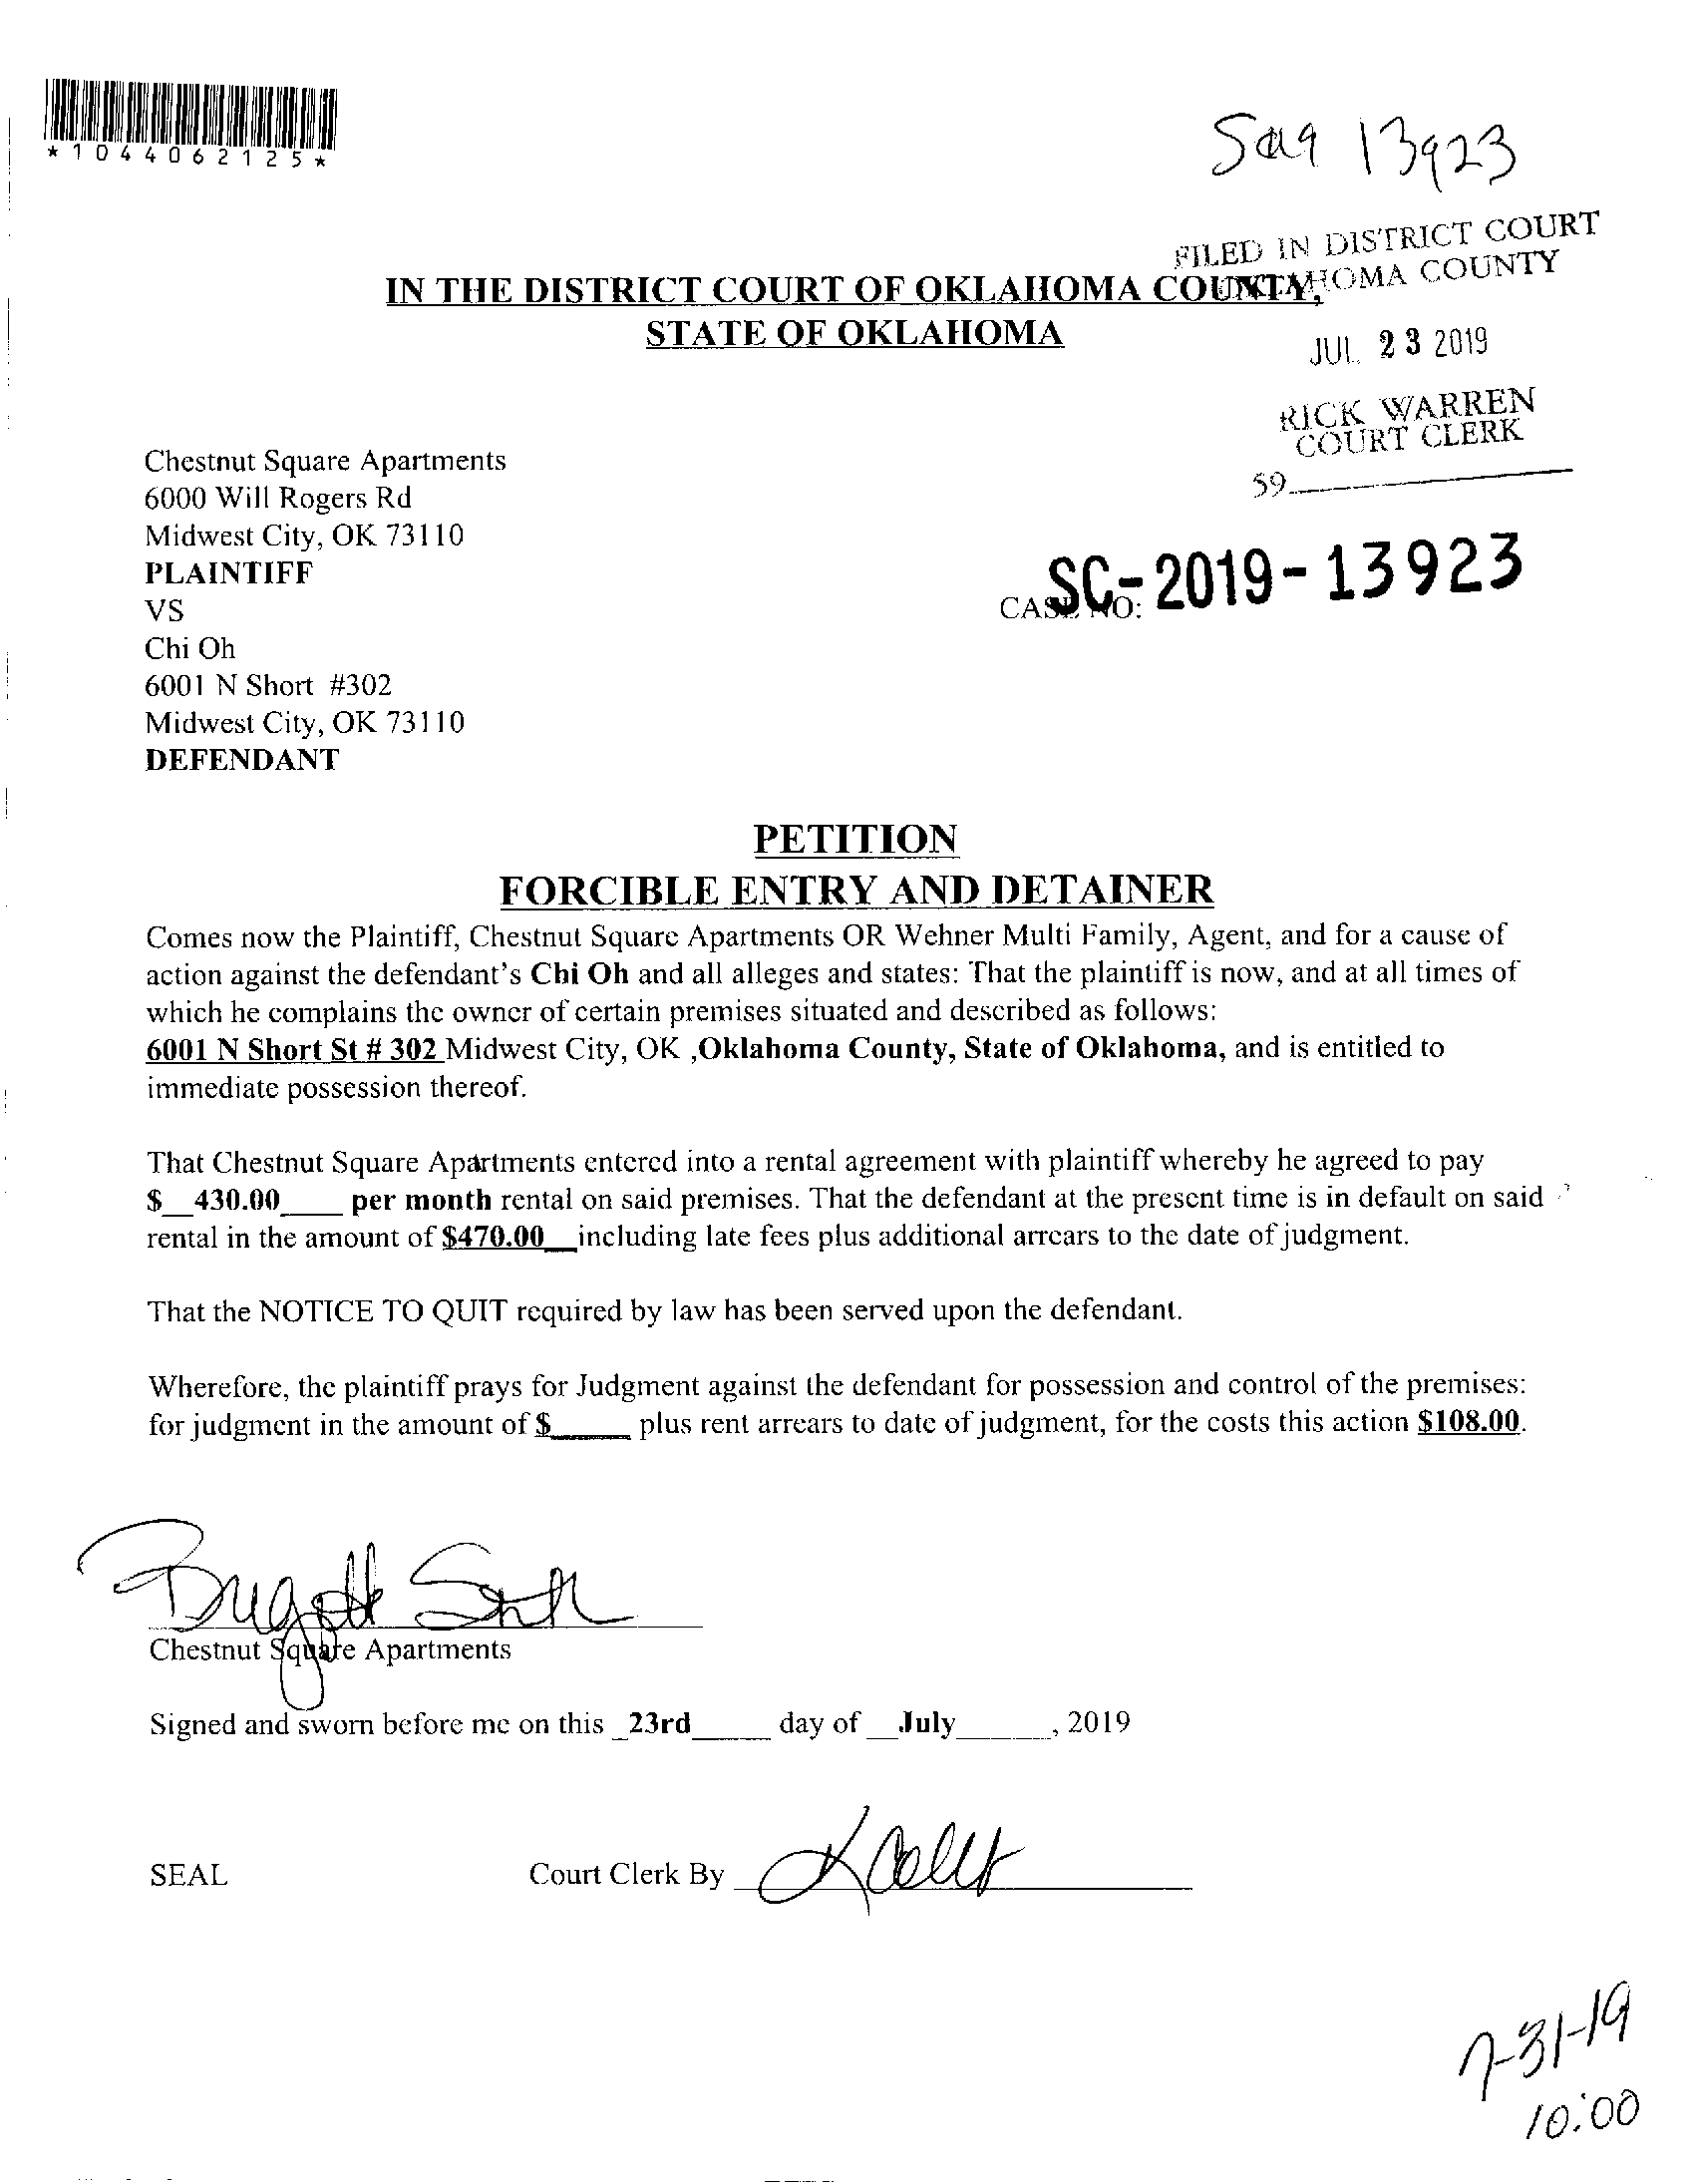 *1044062125*
13923
FILED IN DISTRICT COURT
OKLAHOMA COUNTY
IN THE DISTRICT COURT OF OKLAHOMA COUNTY,
STATE OF OKLAHOMA
JUL 23 2019
RICK WARREN
COURT CLERK
59
Chestnut Square Apartments
6000 Will Rogers Rd
Midwest City, OK 73110
PLAINTIFF
CASE NO: SC-2019-13923
VS
Chi Oh
6001 N Short #302
Midwest City, OK 73110
DEFENDANT
PETITION
FORCIBLE ENTRY AND DETAINER
Comes now the Plaintiff, Chestnut Square Apartments OR Wehner Multi Family, Agent, and for a cause of
action against the defendant's Chi Oh and all alleges and states: That the plaintiff is now, and at all times of
which he complains the owner of certain premises situated and described as follows:
6001 N Short St # 302 Midwest City, OK ,Oklahoma County, State of Oklahoma, and is entitled to
immediate possession thereof.
That Chestnut Square Apartments entered into a rental agreement with plaintiff whereby he agreed to pay
$__430.00____ per month rental on said premises. That the defendant at the present time is in default on said
rental in the amount of $470.00__including late fees plus additional arrears to the date of judgment.
That the NOTICE TO QUIT required by law has been served upon the defendant.
Wherefore, the plaintiff prays for Judgment against the defendant for possession and control of the premises:
for judgment in the amount of $_____ plus rent arrears to date of judgment, for the costs this action $108.00.
Chestnut Square Apartments
Signed and sworn before me on this _23rd_____ day of __July______, 2019
SEAL Court Clerk By
7-31-19
10:00